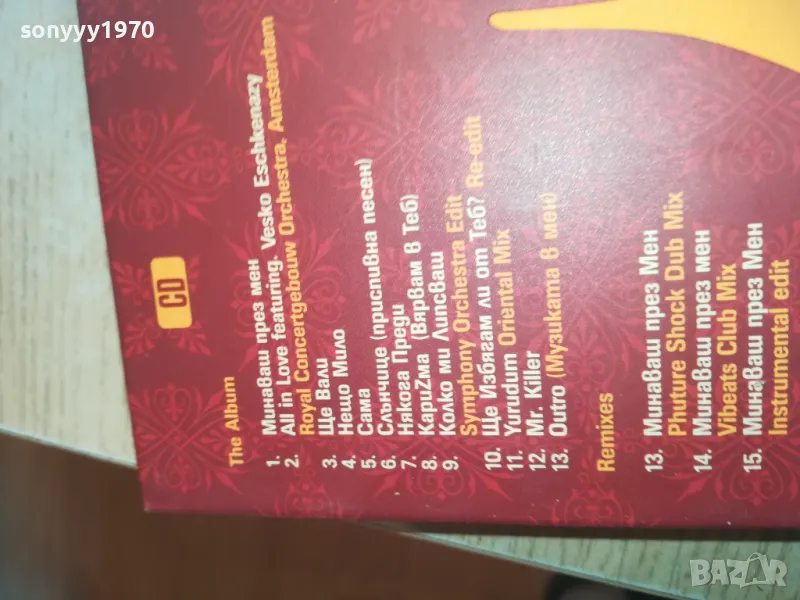 sonyyy1970
CD
The Album
1. Минаваш през мен
2. All in Love featuring. Vesko Eschkenazy
Royal Concertgebouw Orchestra, Amsterdam
3. Ще Вали
4. Нещо Мило
5. Сама
6. Слънчице (приспивна песен)
7. Някога Преди
8. КариZма (Вярвам в Теб)
9. Колко ми Липсваш
Symphony Orchestra Edit
10. Ще Избягам ли от Теб? Re-edit
11. Yurudum Oriental Mix
12. Mr. Killer
13. Outro (Музиката в мен)
Remixes
13. Минаваш през Мен
Phuture Shock Dub Mix
14. Минаваш през мен
Vibeats Club Mix
15. Минаваш през Мен
Instrumental edit
BAZAR